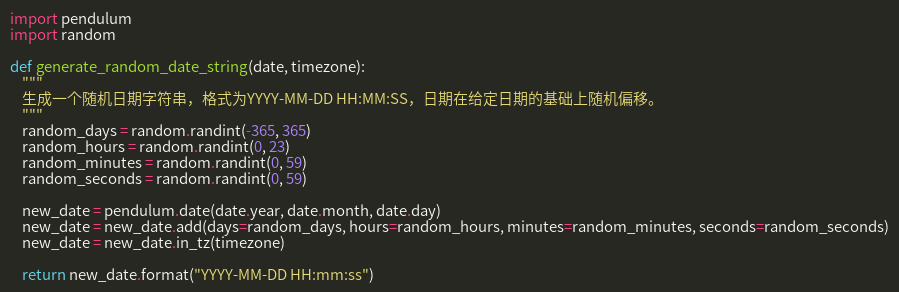 import pendulum
import random

def generate_random_date_string(date, timezone):
    """
    生成一个随机日期字符串，格式为YYYY-MM-DD HH:MM:SS，日期在给定日期的基础上随机偏移。
    """
    random_days = random.randint(-365, 365)
    random_hours = random.randint(0, 23)
    random_minutes = random.randint(0, 59)
    random_seconds = random.randint(0, 59)

    new_date = pendulum.date(date.year, date.month, date.day)
    new_date = new_date.add(days=random_days, hours=random_hours, minutes=random_minutes, seconds=random_seconds)
    new_date = new_date.in_tz(timezone)

    return new_date.format("YYYY-MM-DD HH:mm:ss")